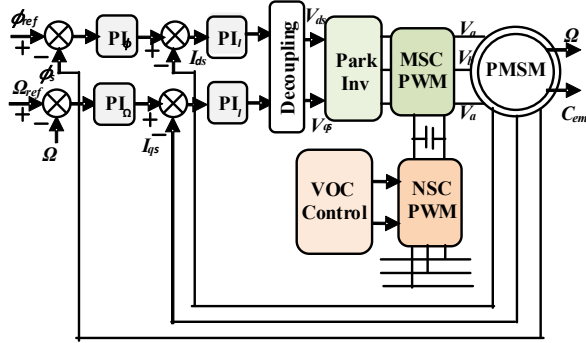 ϕref
PIϕ
ϕs
Ids
PII
Ωref
PIΩ
Ω
Iqs
PII
Decoupling
Vds
Vqs
Park
Inv
MSC
PWM
Va
Vb
Va
PMSM
Ω
Cem
VOC
Control
NSC
PWM
+
−
+
−
+
−
+
−